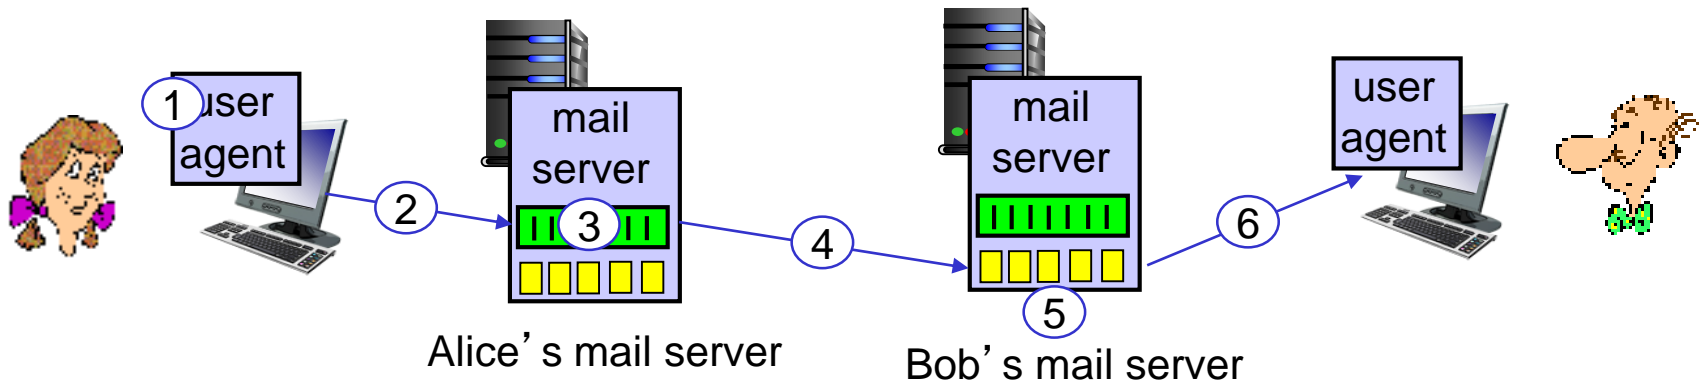 1
user
agent
2
mail
server
3
Alice’s mail server
4
mail
server
5
Bob’s mail server
6
user
agent